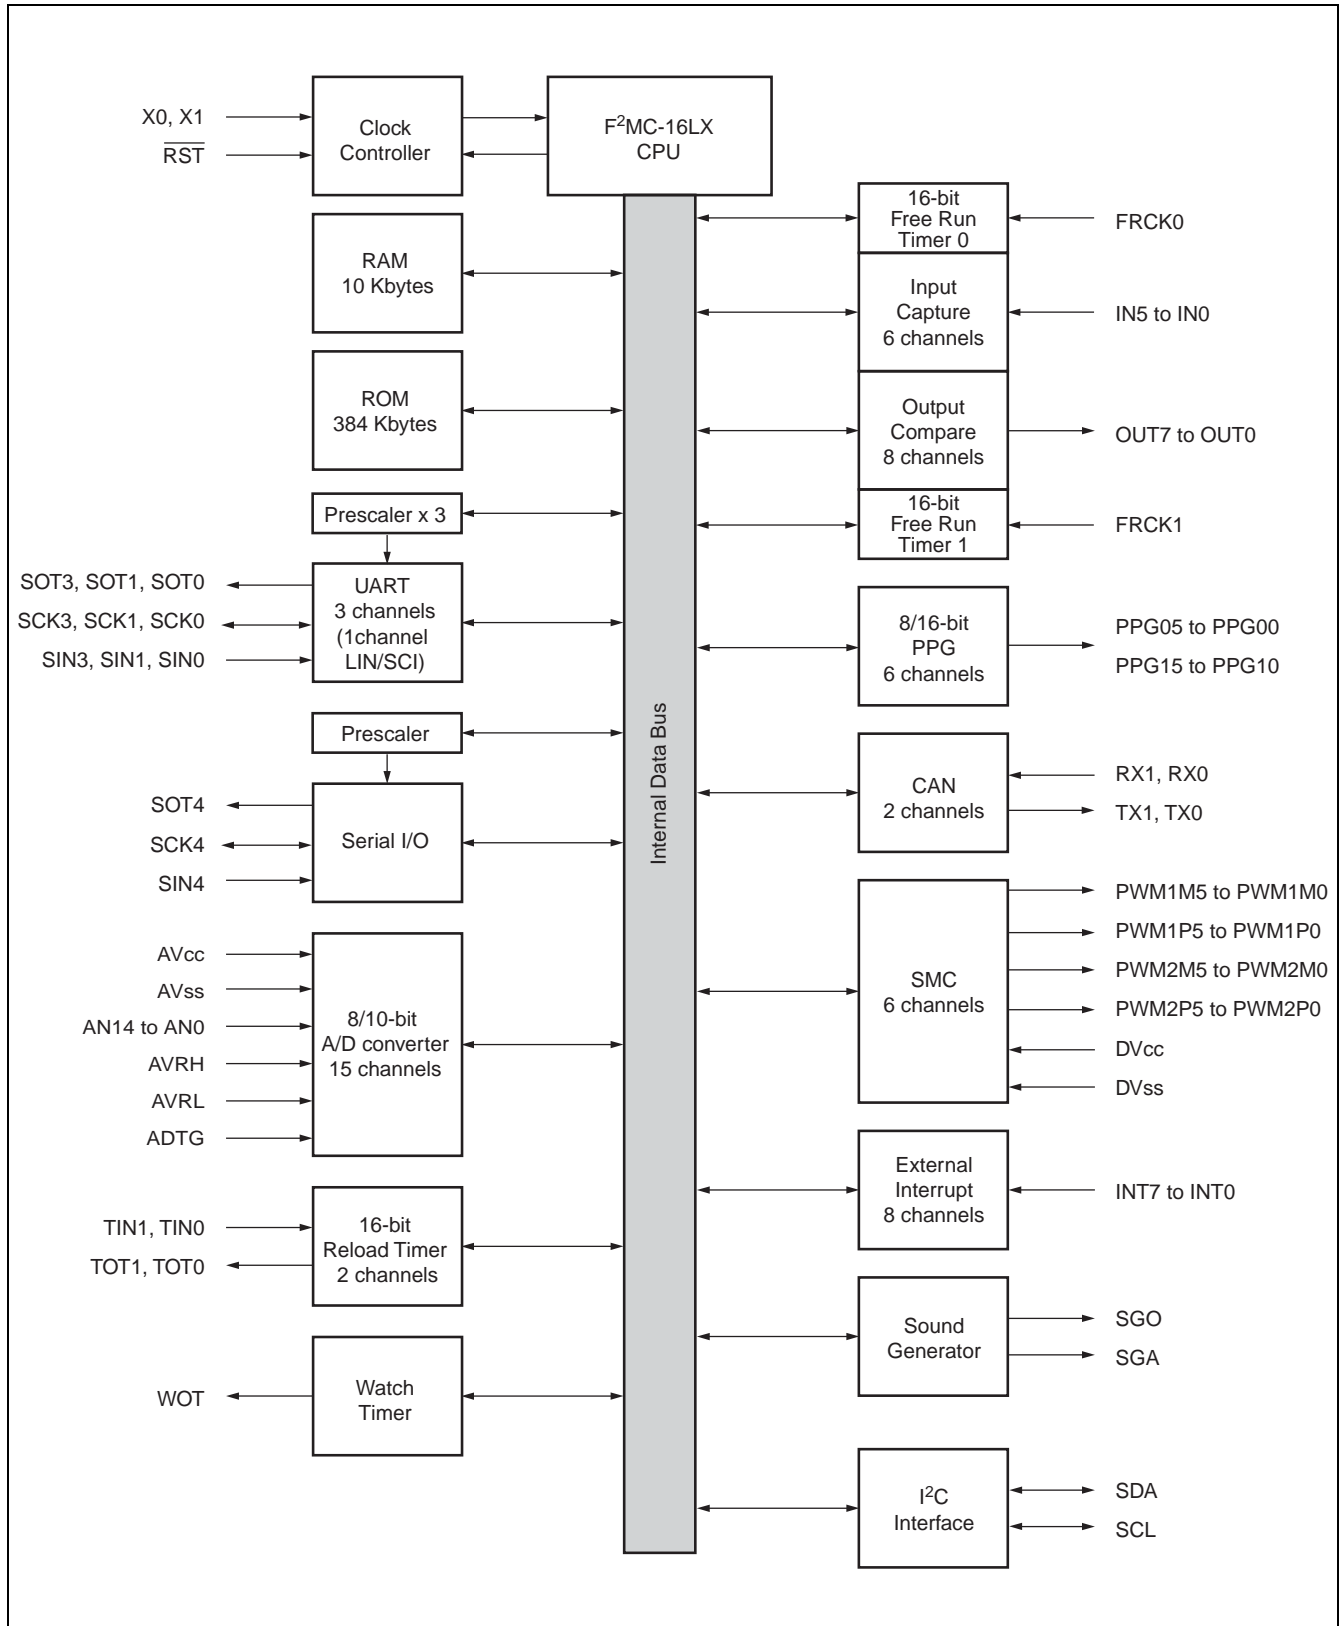 X0, X1
RST
Clock
Controller
F²MC-16LX
CPU
RAM
10 Kbytes
ROM
384 Kbytes
Prescaler x 3
SOT3, SOT1, SOT0
SCK3, SCK1, SCK0
SIN3, SIN1, SIN0
UART
3 channels
(1channel
LIN/SCI)
Prescaler
SOT4
SCK4
SIN4
Serial I/O
AVcc
AVss
AN14 to AN0
AVRH
AVRL
ADTG
8/10-bit
A/D converter
15 channels
TIN1, TIN0
TOT1, TOT0
16-bit
Reload Timer
2 channels
WOT
Watch
Timer
Internal Data Bus
16-bit
Free Run
Timer 0
FRCK0
Input
Capture
6 channels
IN5 to IN0
Output
Compare
8 channels
OUT7 to OUT0
16-bit
Free Run
Timer 1
FRCK1
8/16-bit
PPG
6 channels
PPG05 to PPG00
PPG15 to PPG10
CAN
2 channels
RX1, RX0
TX1, TX0
SMC
6 channels
PWM1M5 to PWM1M0
PWM1P5 to PWM1P0
PWM2M5 to PWM2M0
PWM2P5 to PWM2P0
DVcc
DVss
External
Interrupt
8 channels
INT7 to INT0
Sound
Generator
SGO
SGA
I²C
Interface
SDA
SCL